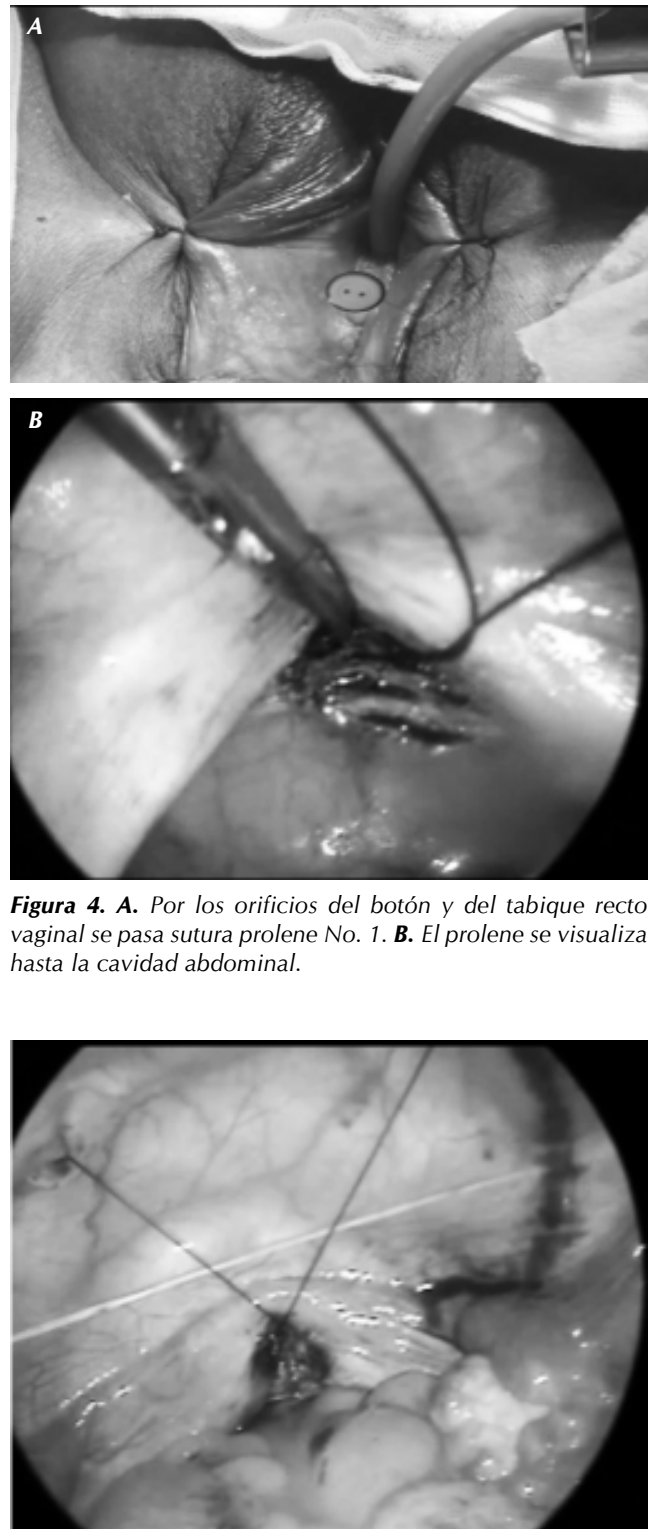 A
B
Figura 4. A. Por los orificios del botón y del tabique recto
vaginal se pasa sutura prolene No. 1. B. El prolene se visualiza
hasta la cavidad abdominal.